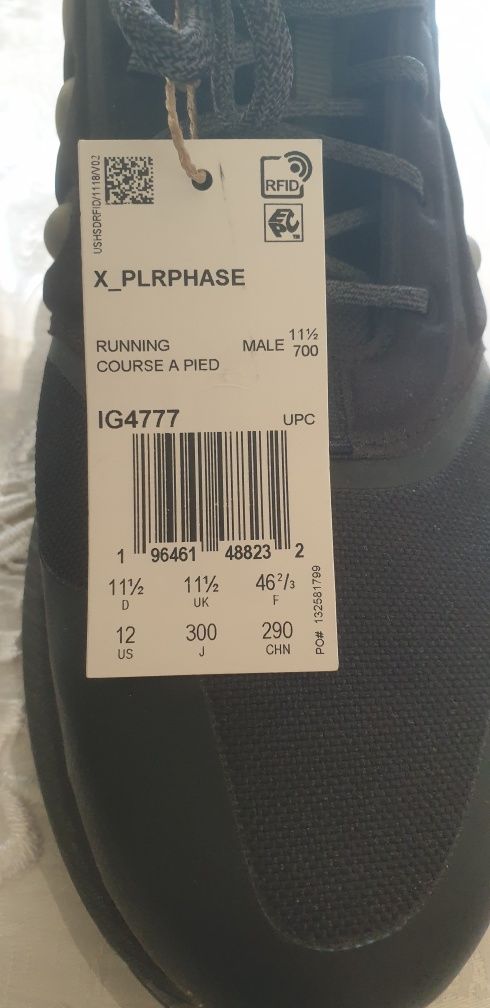 USHSDRFID/1118/V02
RFID
EPC™
X_PLRPHASE
RUNNING
COURSE A PIED
MALE 11½
700
IG4777
UPC
1 96461 48823 2
11½ 11½ 46²/₃
D UK F
12 300 290
US J CHN
PO# 132581799